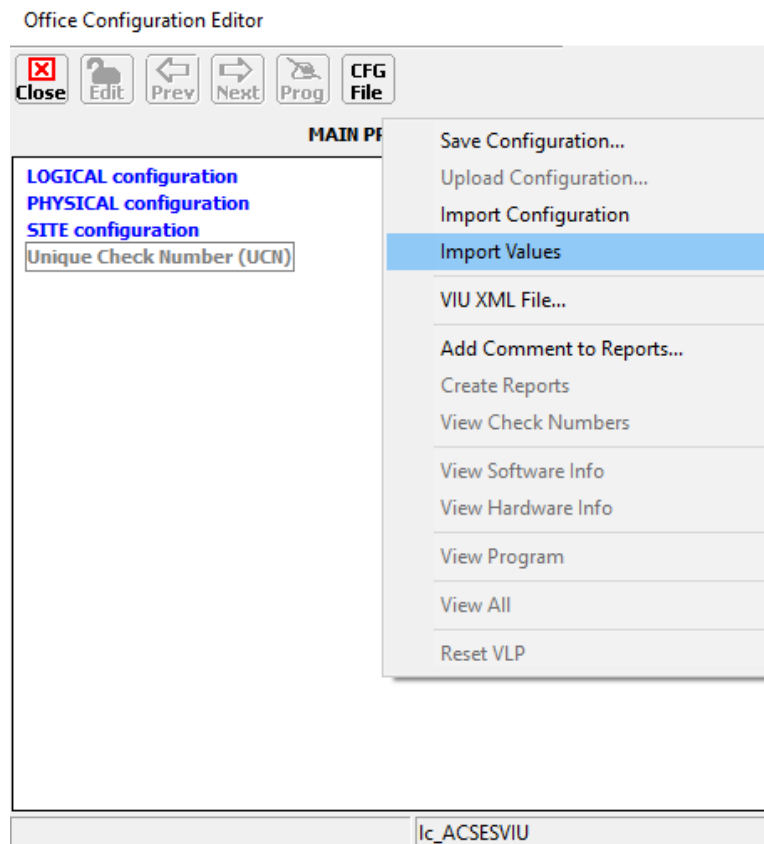 Office Configuration Editor
Close Edit Prev Next Prog CFG File
MAIN PR
LOGICAL configuration
PHYSICAL configuration
SITE configuration
Unique Check Number (UCN)
Save Configuration...
Upload Configuration...
Import Configuration
Import Values
VIU XML File...
Add Comment to Reports...
Create Reports
View Check Numbers
View Software Info
View Hardware Info
View Program
View All
Reset VLP
lc_ACSESVIU